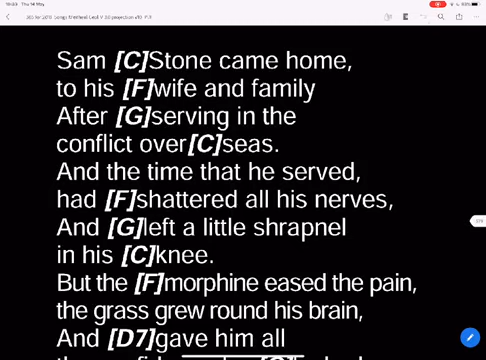 Sam [C]Stone came home,
to his [F]wife and family
After [G]serving in the
conflict over[C]seas.
And the time that he served,
had [F]shattered all his nerves,
And [G]left a little shrapnel
in his [C]knee.
But the [F]morphine eased the pain,
the grass grew round his brain,
And [D7]gave him all